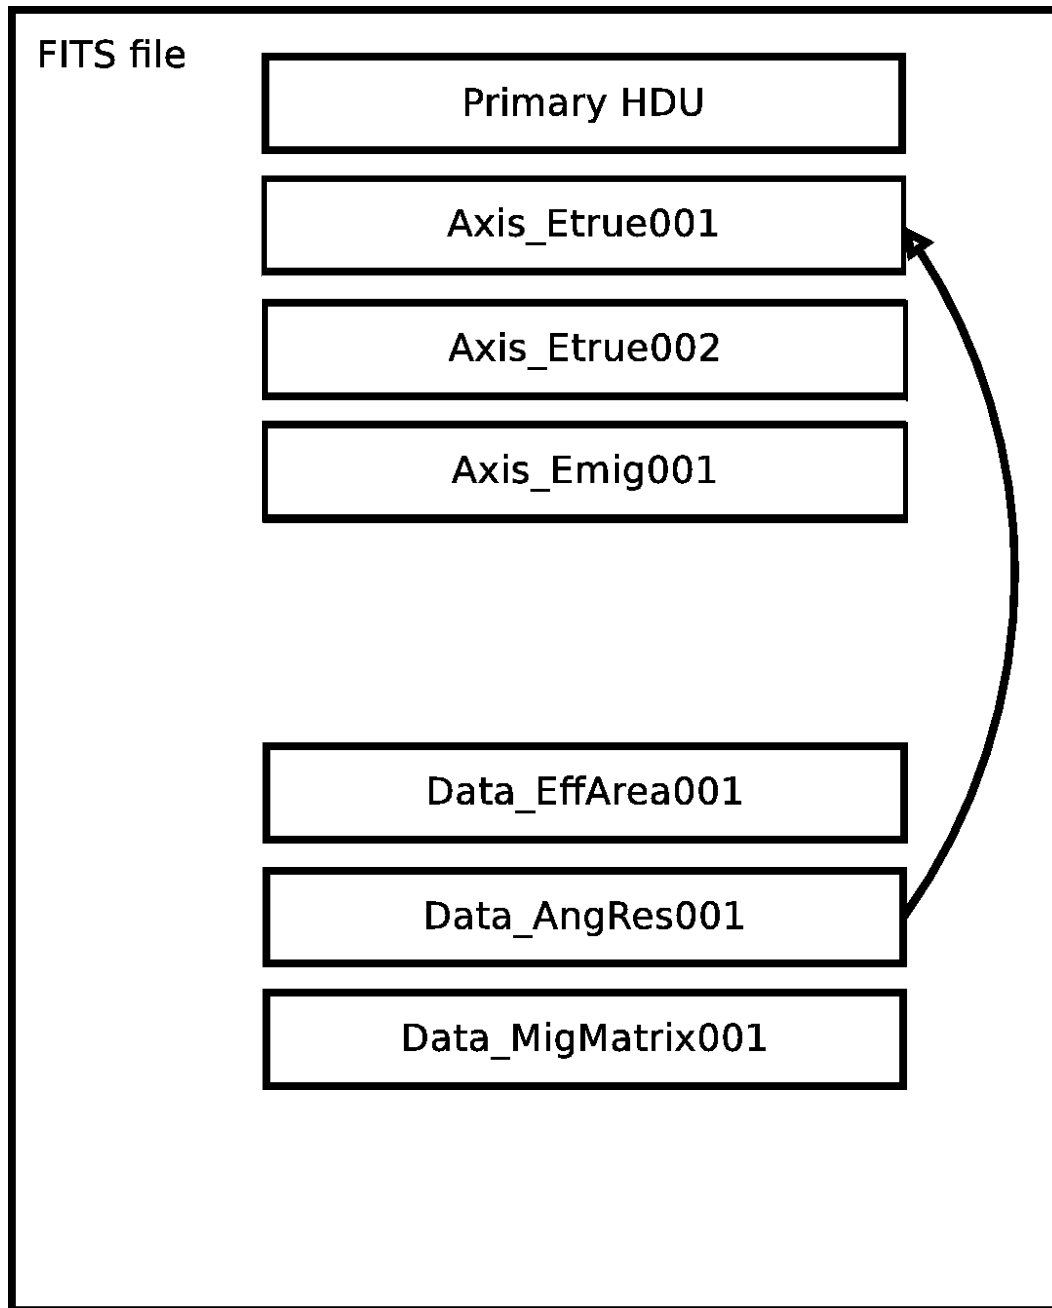 FITS file
Primary HDU
Axis_Etrue001
Axis_Etrue002
Axis_Emig001
Data_EffArea001
Data_AngRes001
Data_MigMatrix001